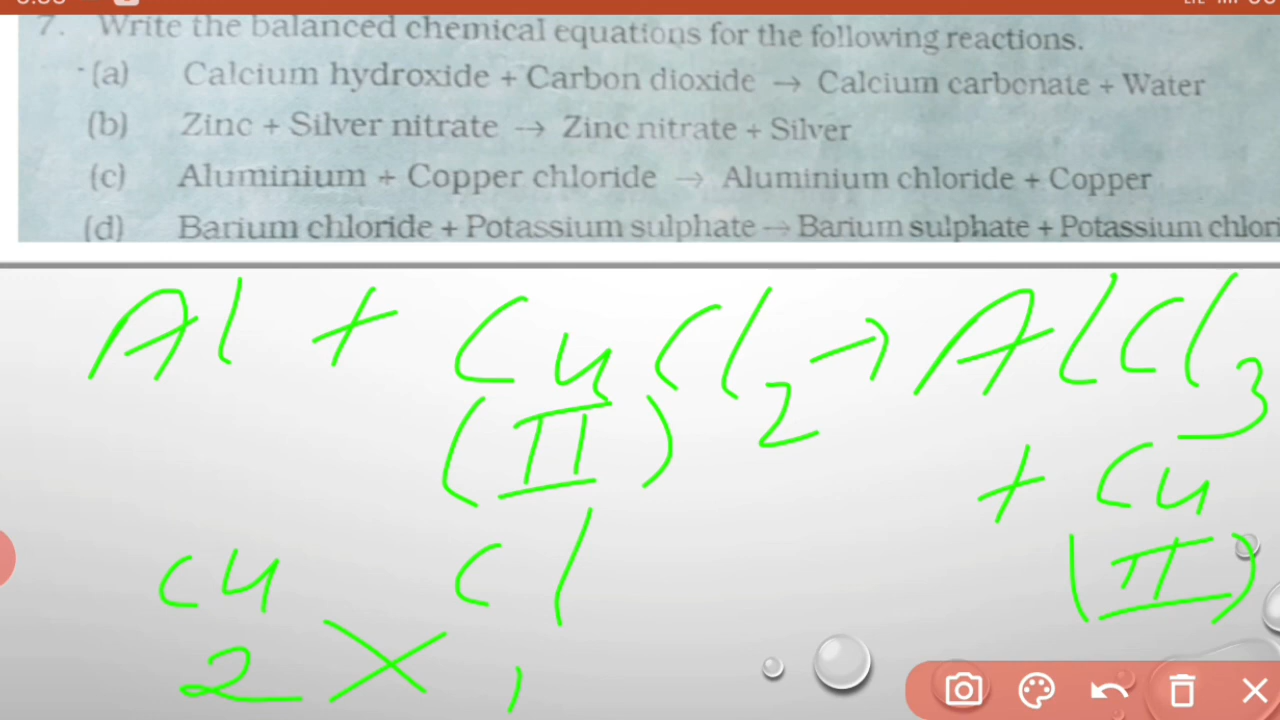 7. Write the balanced chemical equations for the following reactions.
(a) Calcium hydroxide + Carbon dioxide → Calcium carbonate + Water
(b) Zinc + Silver nitrate → Zinc nitrate + Silver
(c) Aluminium + Copper chloride → Aluminium chloride + Copper
(d) Barium chloride + Potassium sulphate → Barium sulphate + Potassium chlori
Al + CuCl2 → AlCl3
(II)
+ Cu
(II)
Cu Cl
2 X 1